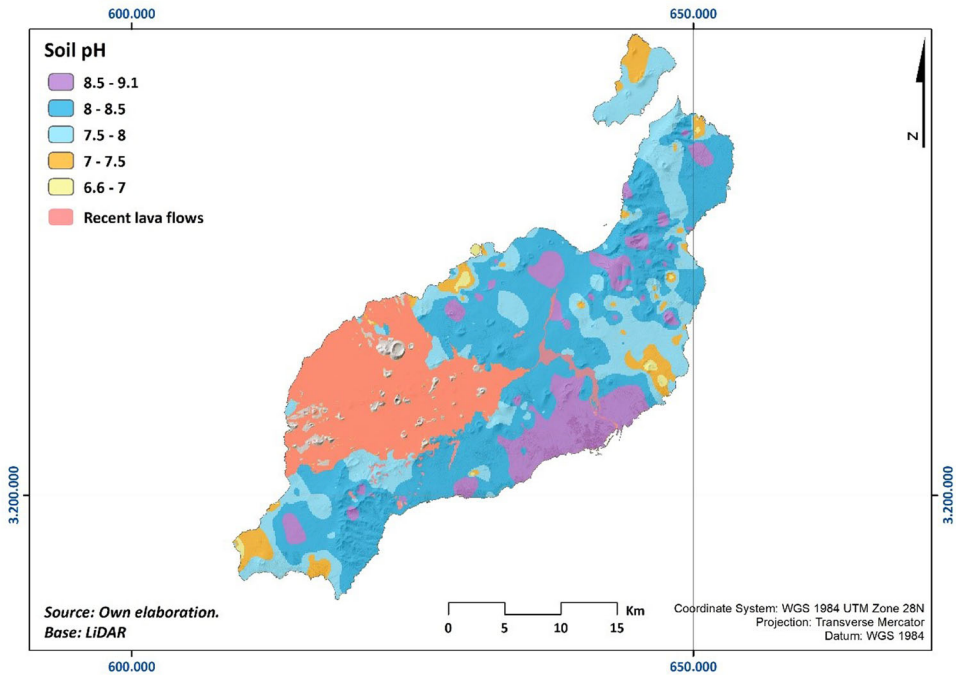 600.000
650.000
Soil pH
8.5 - 9.1
8 - 8.5
7.5 - 8
7 - 7.5
6.6 - 7
Recent lava flows
N
3.200.000
3.200.000
Source: Own elaboration.
Base: LiDAR
Km
0 5 10 15
Coordinate System: WGS 1984 UTM Zone 28N
Projection: Transverse Mercator
Datum: WGS 1984
600.000
650.000